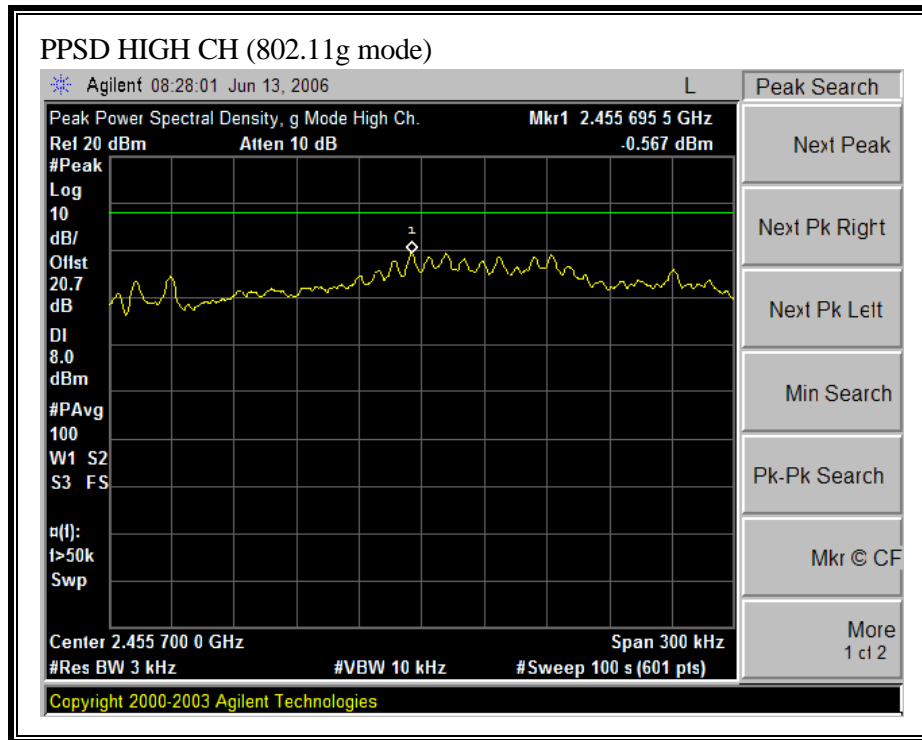 PPSD HIGH CH (802.11g mode)
Agilent 08:28:01 Jun 13, 2006 L
Peak Search
Peak Power Spectral Density, g Mode High Ch. Mkr1 2.455 695 5 GHz
Ref 20 dBm Atten 10 dB -0.567 dBm
#Peak
Log
10
dB/
Offst
20.7
dB
DI
8.0
dBm
#PAvg
100
W1 S2
S3 FS
¤(f):
f>50k
Swp
1
Center 2.455 700 0 GHz Span 300 kHz
#Res BW 3 kHz #VBW 10 kHz #Sweep 100 s (601 pts)
Copyright 2000-2003 Agilent Technologies
Next Peak
Next Pk Right
Next Pk Left
Min Search
Pk-Pk Search
Mkr © CF
More
1 of 2